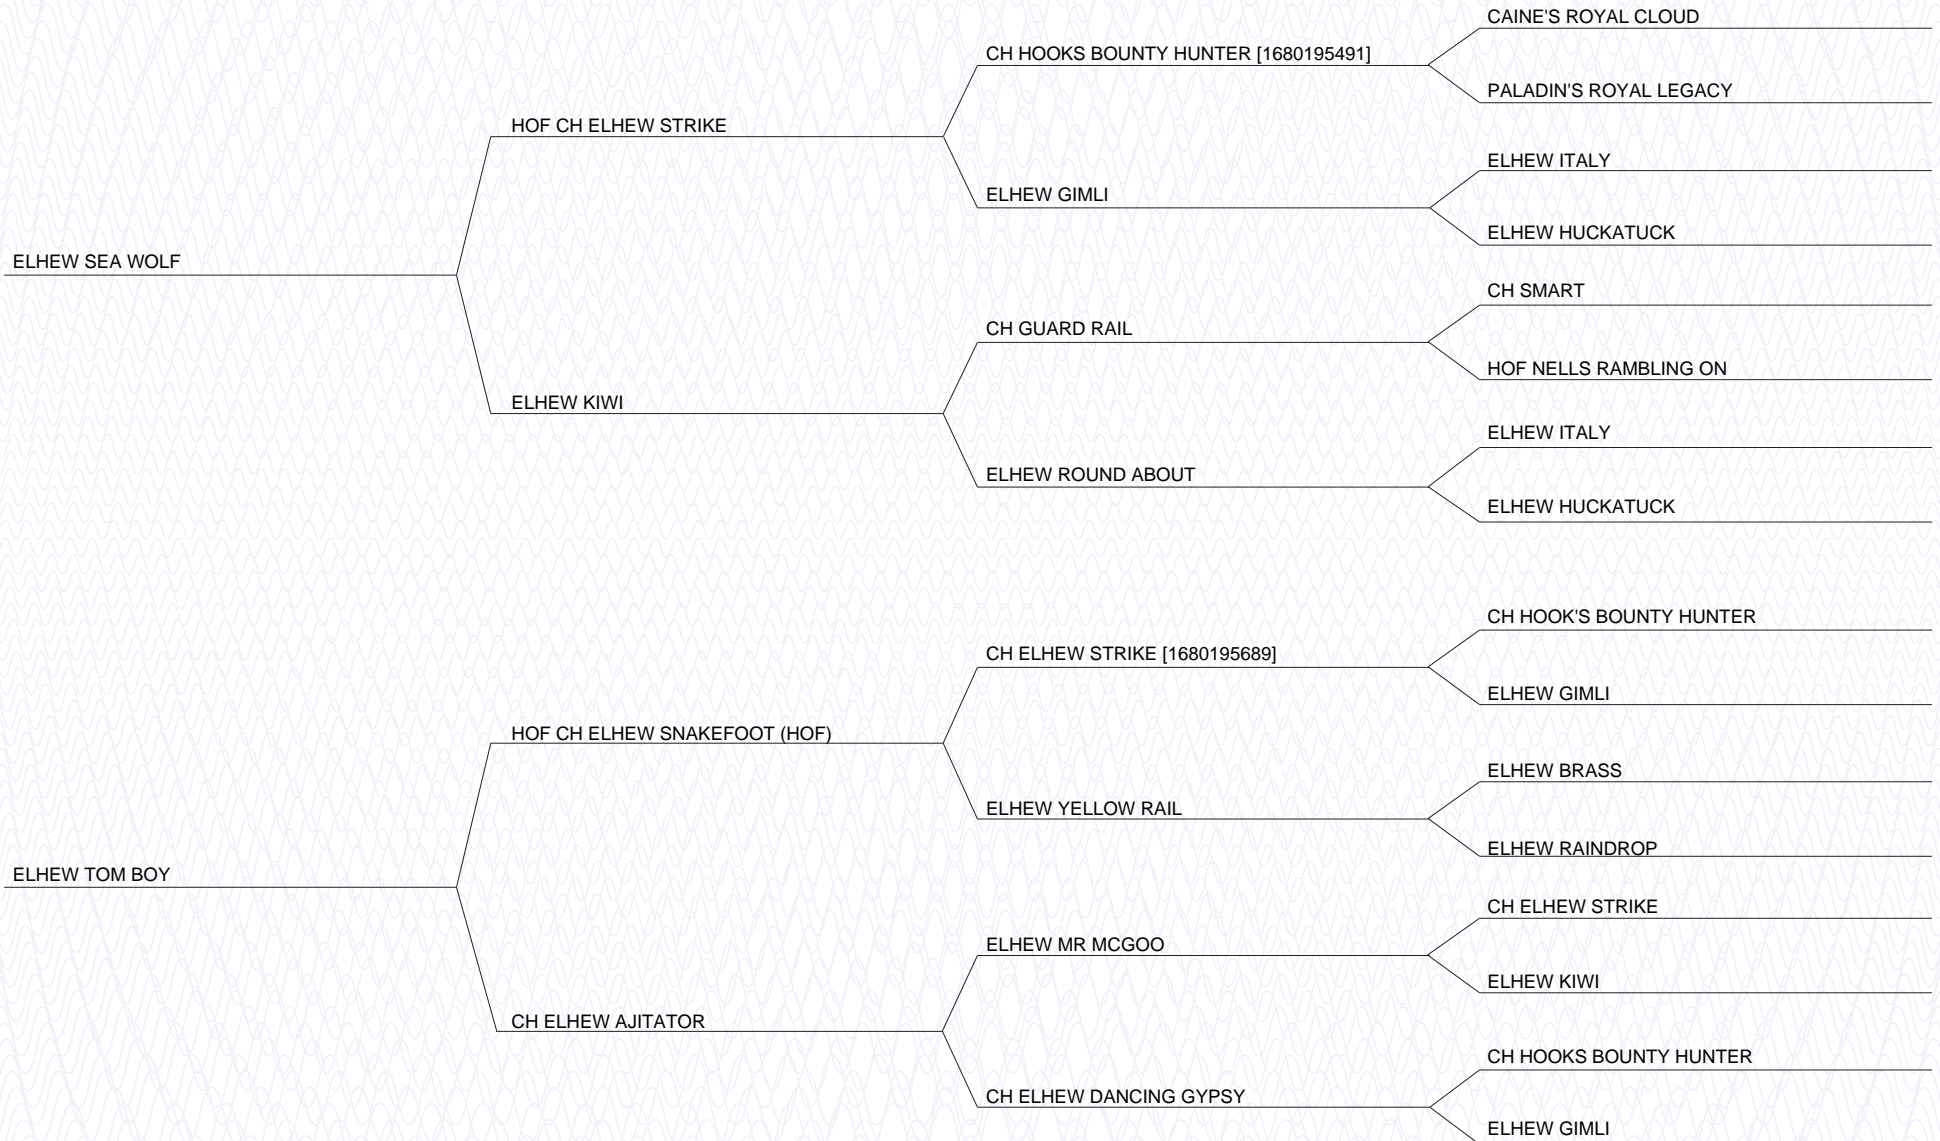 CAINE'S ROYAL CLOUD
CH HOOKS BOUNTY HUNTER [1680195491]
PALADIN'S ROYAL LEGACY
HOF CH ELHEW STRIKE
ELHEW ITALY
ELHEW GIMLI
ELHEW HUCKATUCK
ELHEW SEA WOLF
CH SMART
CH GUARD RAIL
HOF NELLS RAMBLING ON
ELHEW KIWI
ELHEW ITALY
ELHEW ROUND ABOUT
ELHEW HUCKATUCK
CH HOOK'S BOUNTY HUNTER
CH ELHEW STRIKE [1680195689]
ELHEW GIMLI
HOF CH ELHEW SNAKEFOOT (HOF)
ELHEW BRASS
ELHEW YELLOW RAIL
ELHEW RAINDROP
ELHEW TOM BOY
CH ELHEW STRIKE
ELHEW MR MCGOO
ELHEW KIWI
CH ELHEW AJITATOR
CH HOOKS BOUNTY HUNTER
CH ELHEW DANCING GYPSY
ELHEW GIMLI